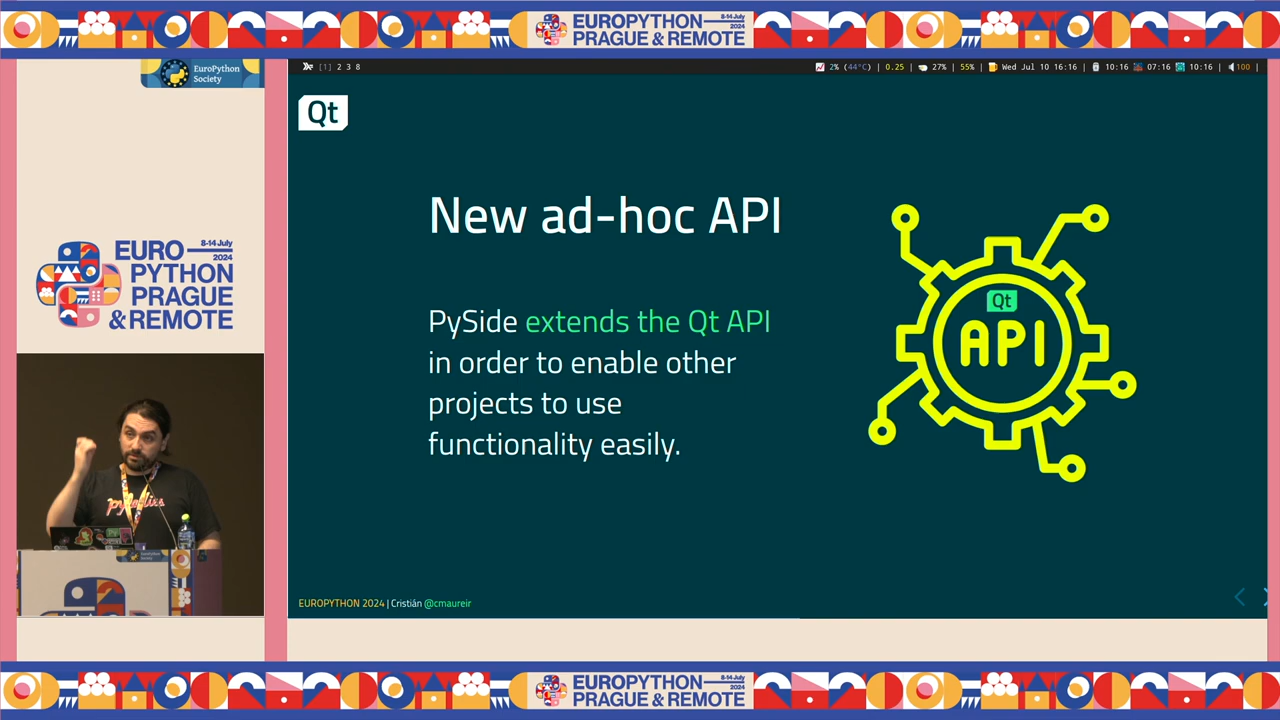 8-14 July
2024
EUROPYTHON
PRAGUE & REMOTE
EuroPython
Society
[1] 2 3 8
2% (44°C) | 0.25 | 27% | 55% | Wed Jul 10 16:16 | 10:16 07:16 10:16 | 100 |
Qt
New ad-hoc API
PySide extends the Qt API
in order to enable other
projects to use
functionality easily.
Qt
API
EURO
8-14 July
2024
PYTHON
PRAGUE
& REMOTE
pyladies
EuroPython
Society
EUROPYTHON 2024 | Cristián @cmaureir
8-14 July
2024
EUROPYTHON
PRAGUE & REMOTE